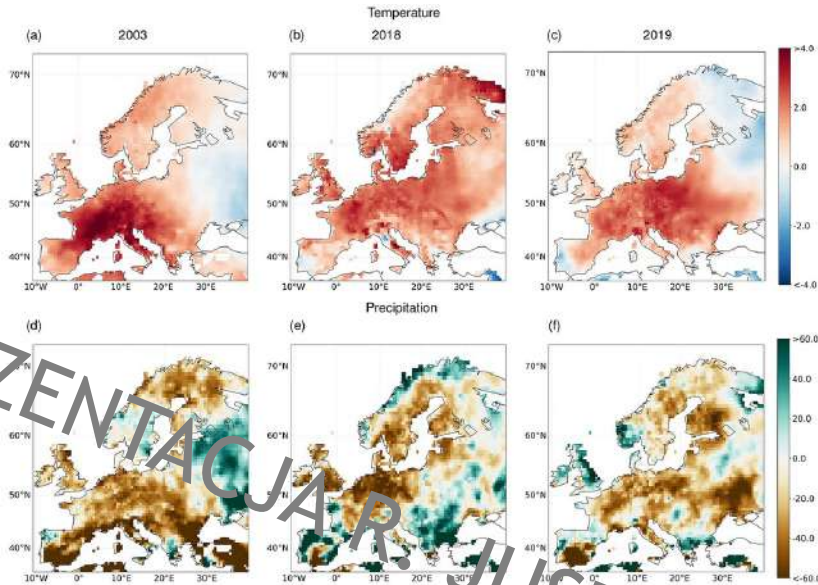 Temperature
(a) 2003 (b) 2018 (c) 2019
70°N 70°N 70°N >4.0
60°N 60°N 60°N 2.0
50°N 50°N 50°N 0.0
40°N 40°N 40°N -2.0
10°W 0° 10°E 20°E 30°E 10°W 0° 10°E 20°E 30°E 10°W 0° 10°E 20°E 30°E <-4.0
Precipitation
(d) (e) (f)
>60.0
70°N 70°N 40.0
60°N 60°N 60°N 20.0
50°N 50°N 50°N 0.0
40°N 40°N 40°N -20.0
10°W 0° 10°E 20°E 30°E 10°W 0° 10°E 20°E 30°E 10°W 0° 10°E 20°E 30°E -40.0
<-60.0
ZENTACJA R.